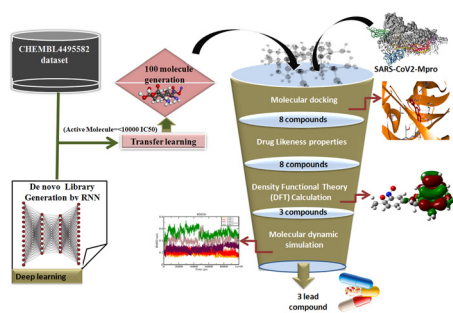 CHEMBL4495582
dataset
100 molecule
generation
SARS-CoV2-Mpro
Molecular docking
8 compounds
(Active Molecule=<10000 IC50)
Transfer learning
Drug Likeness properties
8 compounds
De novo Library
Generation by RNN
Density Functional Theory
(DFT) Calculation
3 compounds
Molecular dynamic
simulation
Deep learning
3 lead
compound